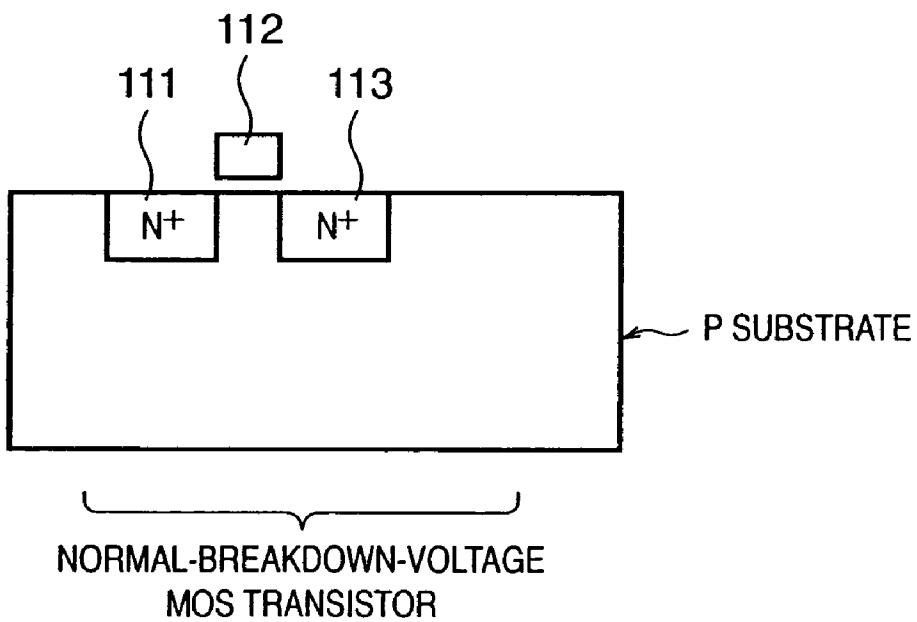 112
111
113
N+
N+
P SUBSTRATE
NORMAL-BREAKDOWN-VOLTAGE
MOS TRANSISTOR